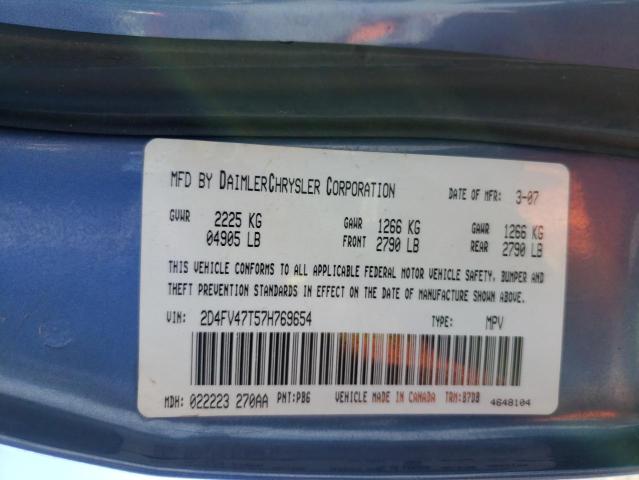 MFD BY DAIMLERCHRYSLER CORPORATION DATE OF MFR: 3-07
GVWR 2225 KG GAWR 1266 KG GAWR 1266 KG
04905 LB FRONT 2790 LB REAR 2790 LB
THIS VEHICLE CONFORMS TO ALL APPLICABLE FEDERAL MOTOR VEHICLE SAFETY, BUMPER AND
THEFT PREVENTION STANDARDS IN EFFECT ON THE DATE OF MANUFACTURE SHOWN ABOVE.
VIN: 2D4FV47T57H769654 TYPE: MPV
MDH: 022223 270AA PNT:PB6 VEHICLE MADE IN CANADA TRM:B7DB
4648104